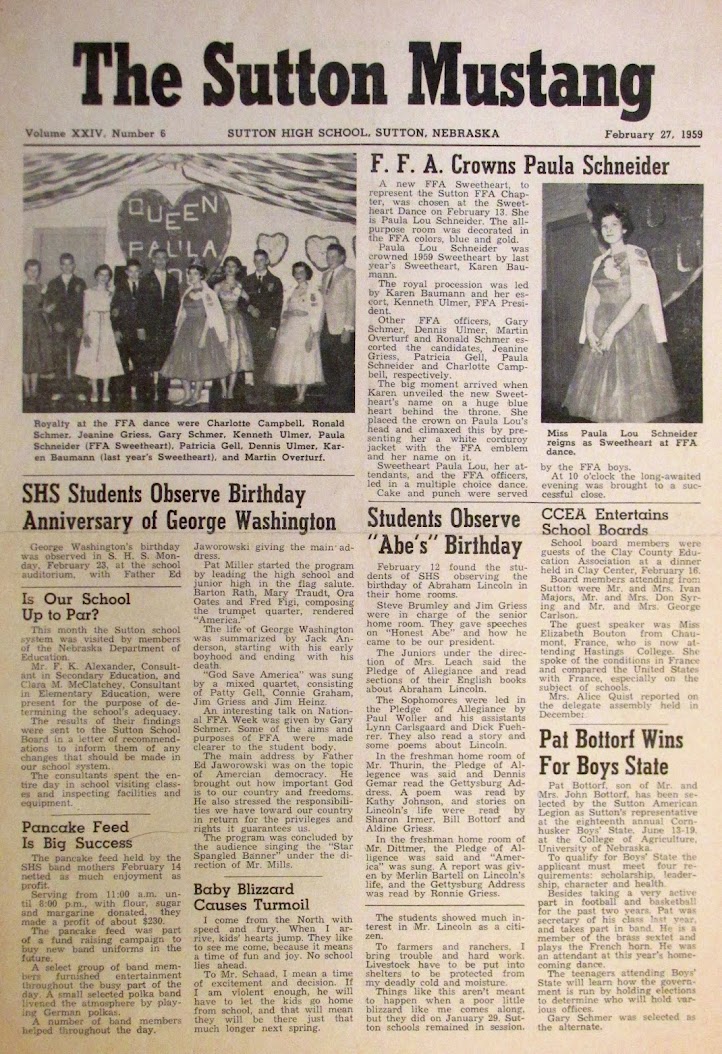 The Sutton Mustang
Volume XXIV, Number 6
SUTTON HIGH SCHOOL, SUTTON, NEBRASKA
February 27, 1959
QUEEN
PAULA
Royalty at the FFA dance were Charlotte Campbell, Ronald
Schmer, Jeanine Griess, Gary Schmer, Kenneth Ulmer, Paula
Schneider (FFA Sweetheart), Patricia Gell, Dennis Ulmer, Kar-
en Baumann (last year's Sweetheart), and Martin Overturf.
F. F. A. Crowns Paula Schneider
A new FFA Sweetheart, to
represent the Sutton FFA Chap-
ter, was chosen at the Sweet-
heart Dance on February 13. She
is Paula Lou Schneider. The all-
purpose room was decorated in
the FFA colors, blue and gold.
Paula Lou Schneider was
crowned 1959 Sweetheart by last
year's Sweetheart, Karen Bau-
mann.
The royal procession was led
by Karen Baumann and her es-
cort, Kenneth Ulmer, FFA Presi-
dent.
Other FFA officers, Gary
Schmer, Dennis Ulmer, Martin
Overturf and Ronald Schmer es-
corted the candidates, Jeanine
Griess, Patricia Gell, Paula
Schneider and Charlotte Camp-
bell, respectively.
The big moment arrived when
Karen unveiled the new Sweet-
heart's name on a huge blue
heart behind the throne. She
placed the crown on Paula Lou's
head and climaxed this by pre-
senting her a white corduroy
jacket with the FFA emblem
and her name on it.
Sweetheart Paula Lou, her at-
tendants, and the FFA officers,
led in a multiple choice dance.
Cake and punch were served
Miss Paula Lou Schneider
reigns as Sweetheart at FFA
dance.
by the FFA boys.
At 10 o'clock the long-awaited
evening was brought to a suc-
cessful close.
SHS Students Observe Birthday
Anniversary of George Washington
George Washington's birthday
was observed in S. H. S. Mon-
day, February 23, at the school
auditorium, with Father Ed
Jaworowski giving the main ad-
dress.
Pat Miller started the program
by leading the high school and
junior high in the flag salute.
Barton Rath, Mary Traudt, Ora
Oates and Fred Figi, composing
the trumpet quarter, rendered
"America."
The life of George Washington
was summarized by Jack An-
derson, starting with his early
boyhood and ending with his
death.
"God Save America" was sung
by a mixed quartet, consisting
of Patty Gell, Connie Graham,
Jim Griess and Jim Heinz.
An interesting talk on Nation-
al FFA Week was given by Gary
Schmer. Some of the aims and
purposes of FFA were made
clearer to the student body.
The main address by Father
Ed Jaworowski was on the topic
of Amercian democracy. He
brought out how important God
is to our country and freedoms.
He also stressed the responsibili-
ties we have toward our country
in return for the privileges and
rights it guarantees us.
The program was concluded by
the audience singing the "Star
Spangled Banner" under the di-
rection of Mr. Mills.
Is Our School
Up to Par?
This month the Sutton school
system was visited by members
of the Nebraska Department of
Education.
Mr. F. K. Alexander, Consult-
ant in Secondary Education, and
Clara M. McClatchey, Consultant
in Elementary Education, were
present for the purpose of de-
termining the school's adequacy.
The results of their findings
were sent to the Sutton School
Board in a letter of recommend-
ations to inform them of any
changes that should be made in
our school system.
The consultants spent the en-
tire day in school visiting class-
es and inspecting facilities and
equipment.
Pancake Feed
Is Big Success
The pancake feed held by the
SHS band mothers February 14
netted as much enjoyment as
profit.
Serving from 11:00 a.m. un-
til 8:00 p.m., with flour, sugar
and margarine donated, they
made a profit of about $230.
The pancake feed was part
of a fund raising campaign to
buy new band uniforms in the
future.
A select group of band mem-
bers furnished entertainment
throughout the busy part of the
day. A small selected polka band
livened the atmosphere by play-
ing German polkas.
A number of band members
helped throughout the day.
Baby Blizzard
Causes Turmoil
I come from the North with
speed and fury. When I ar-
rive, kids' hearts jump. They like
to see me come, because it means
a time of fun and joy. No school
lies ahead.
To Mr. Schaad, I mean a time
of excitement and decision. If
I am violent enough, he will
have to let the kids go home
from school, and that will mean
they will be there just that
much longer next spring.
Students Observe
"Abe's" Birthday
February 12 found the stu-
dents of SHS observing the
birthday of Abraham Lincoln in
their home rooms.
Steve Brumley and Jim Griess
were in charge of the senior
home room. They gave speeches
on "Honest Abe" and how he
came to be our president.
The Juniors under the direc-
tion of Mrs. Leach said the
Pledge of Allegiance and read
sections of their English books
about Abraham Lincoln.
The Sophomores were led in
the Pledge of Allegiance by
Paul Woller and his assistants
Lynn Carlsgaard and Dick Fueh-
rer. They also read a story and
some poems about Lincoln.
In the freshman home room of
Mr. Thurin, the Pledge of Al-
legence was said and Dennis
Gemar read the Gettysburg Ad-
dress. A poem was read by
Kathy Johnson, and stories on
Lincoln's life were read by
Sharon Irmer, Bill Bottorf and
Aldine Griess.
In the freshman home room of
Mr. Dittmer, the Pledge of Al-
ligence was said and "Amer-
ica" was sung. A report was giv-
en by Merlin Bartell on Lincoln's
life, and the Gettysburg Address
was read by Ronnie Griess.
The students showed much in-
terest in Mr. Lincoln as a citi-
zen.
To farmers and ranchers, I
bring trouble and hard work.
Livestock have to be put into
shelters to be protected from
my deadly cold and moisture.
Things like this aren't meant
to happen when a poor little
blizzard like me comes along,
but they did on January 29. Sut-
ton schools remained in session.
CCEA Entertains
School Boards
School board members were
guests of the Clay County Edu-
cation Association at a dinner
held in Clay Center, February 16.
Board members attending from
Sutton were Mr. and Mrs. Ivan
Majors, Mr. and Mrs. Don Syr-
ing and Mr. and Mrs. George
Carlson.
The guest speaker was Miss
Elizabeth Bouton from Chau-
mont, France, who is now at-
tending Hastings College. She
spoke of the conditions in France
and compared the United States
with France, especially on the
subject of schools.
Mrs. Alice Quist reported on
the delegate assembly held in
December.
Pat Bottorf Wins
For Boys State
Pat Bottorf, son of Mr. and
Mrs. John Bottorf, has been se-
lected by the Sutton American
Legion as Sutton's representative
at the eighteenth annual Corn-
husker Boys' State, June 13-19,
at the College of Agriculture,
University of Nebraska.
To qualify for Boys' State the
applicant must meet four re-
quirements: scholarship, leader-
ship, character and health.
Besides taking a very active
part in football and basketball
for the past two years, Pat was
secretary of his class last year,
and takes part in band. He is a
member of the brass sextet and
plays the French horn. He was
an attendant at this year's home-
coming dance.
The teenagers attending Boys'
State will learn how the govern-
ment is run by holding elections
to determine who will hold var-
ious offices.
Gary Schmer was selected as
the alternate.